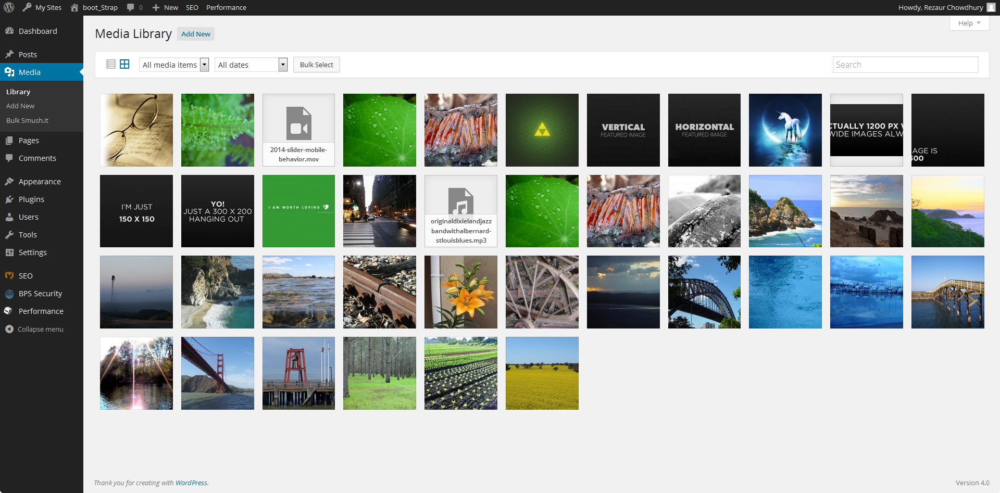 My Sites
boot_Strap
0
New
SEO
Performance
Howdy, Rezaur Chowdhury
Help
Dashboard
Posts
Media
Library
Add New
Bulk Smush.it
Pages
Comments
Appearance
Plugins
Users
Tools
Settings
SEO
BPS Security
Performance
Collapse menu
Media Library
Add New
All media items
All dates
Bulk Select
Search
2014-slider-mobile-
behavior.mov
VERTICAL
FEATURED IMAGE
HORIZONTAL
FEATURED IMAGE
CTUALLY 1200 PX
WIDE IMAGES ALW
AGE IS
500
I'M JUST
150 X 150
YO!
JUST A 300 X 200
HANGING OUT
I AM WORTH LOVING
originaldixielandjazz
bandwithalbernard-
stlouisblues.mp3
Thank you for creating with WordPress.
Version 4.0